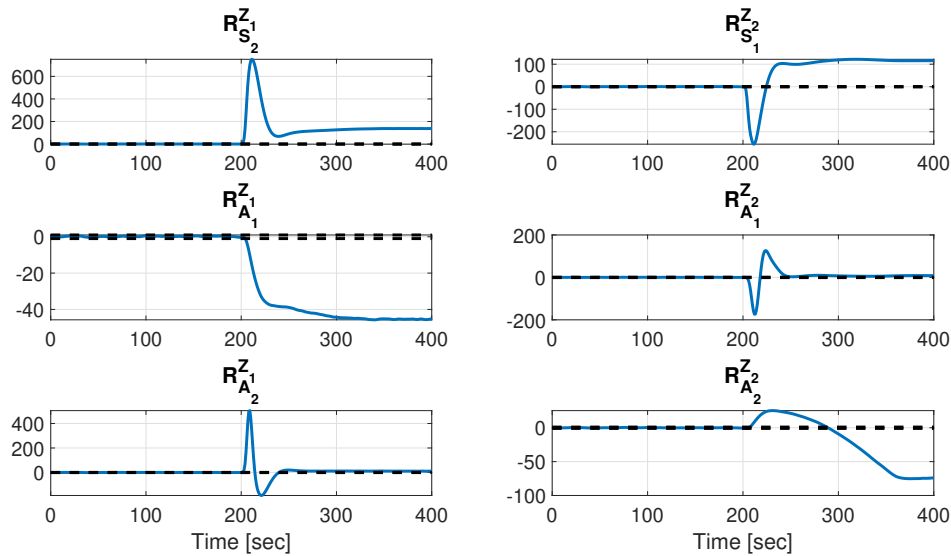 R^{Z_1}_{S_2}
600
400
200
0
0 100 200 300 400
R^{Z_2}_{S_1}
100
0
-100
-200
0 100 200 300 400
R^{Z_1}_{A_1}
0
-20
-40
0 100 200 300 400
R^{Z_2}_{A_1}
200
0
-200
0 100 200 300 400
R^{Z_1}_{A_2}
400
200
0
0 100 200 300 400
Time [sec]
R^{Z_2}_{A_2}
0
-50
-100
0 100 200 300 400
Time [sec]